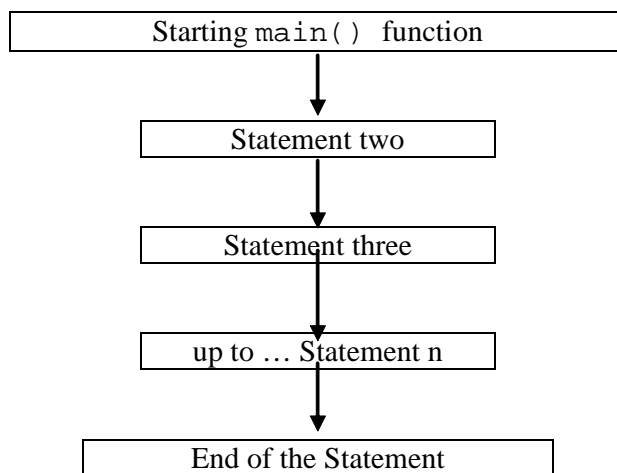 Starting main() function
Statement two
Statement three
up to … Statement n
End of the Statement